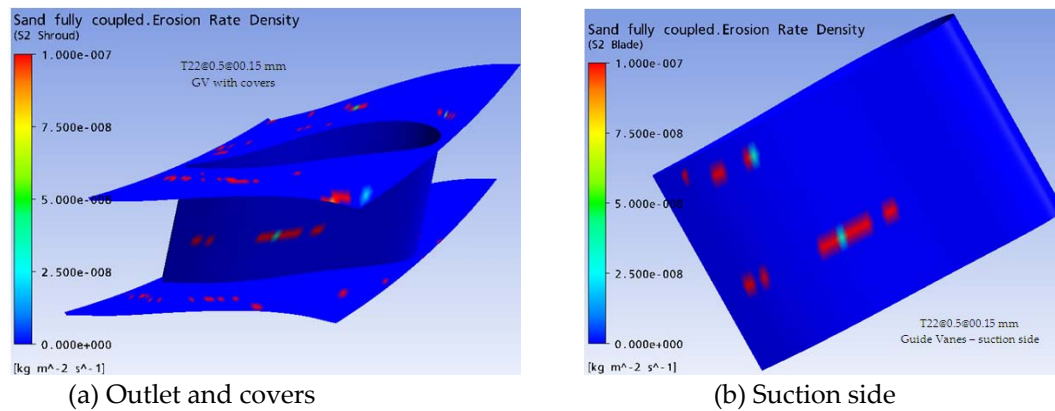 Sand fully coupled.Erosion Rate Density
(S2 Shroud)
1.000e-007
T22@0.5@00.15 mm
GV with covers
7.500e-008
5.000e-008
2.500e-008
0.000e+000
[kg m^-2 s^-1]
(a) Outlet and covers
Sand fully coupled.Erosion Rate Density
(S2 Blade)
1.000e-007
7.500e-008
5.000e-008
2.500e-008
T22@0.5@00.15 mm
Guide Vanes – suction side
0.000e+000
[kg m^-2 s^-1]
(b) Suction side